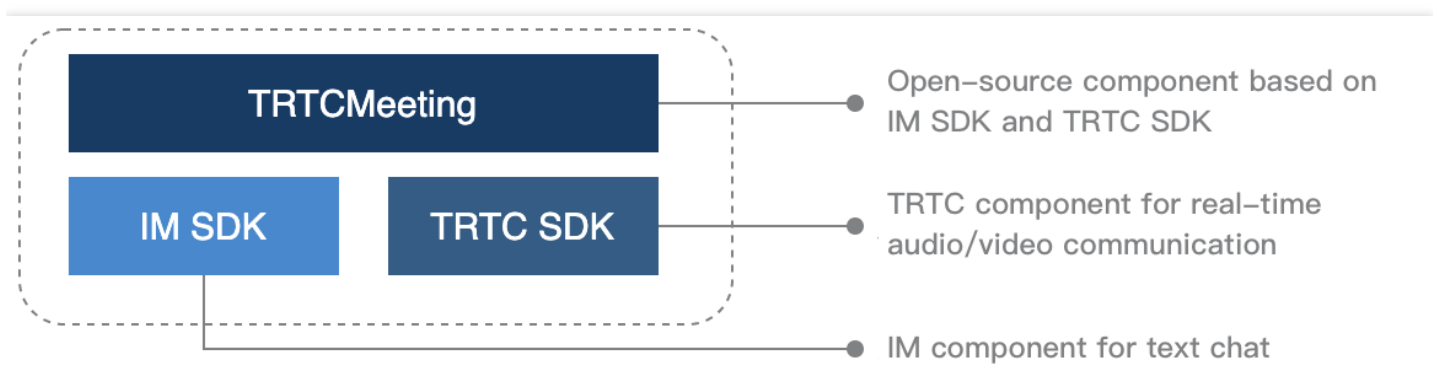 TRTCMeeting
Open-source component based on
IM SDK and TRTC SDK
IM SDK
TRTC SDK
TRTC component for real-time
audio/video communication
IM component for text chat